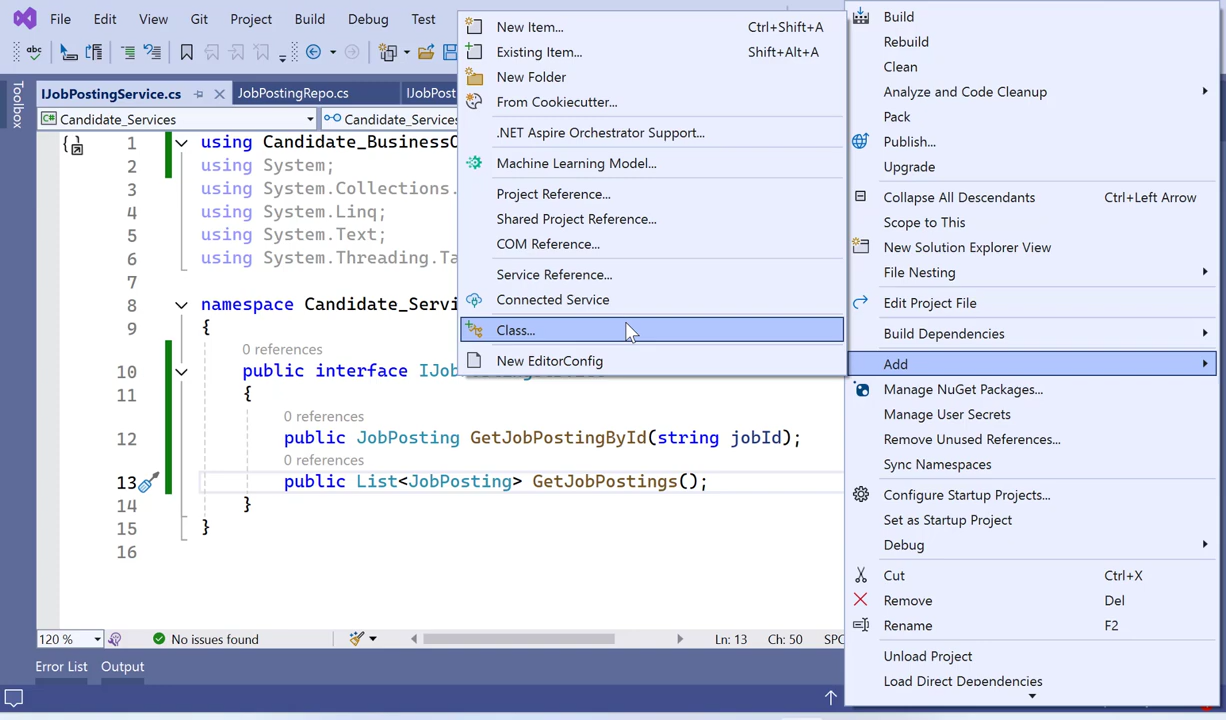 File Edit View Git Project Build Debug Test
Toolbox
IJobPostingService.cs JobPostingRepo.cs IJobPost
Candidate_Services Candidate_Services
1 using Candidate_BusinessO
2 using System;
3 using System.Collections.
4 using System.Linq;
5 using System.Text;
6 using System.Threading.Ta
7
8 namespace Candidate_Servi
9 {
0 references
10 public interface IJob
11 {
0 references
12 public JobPosting GetJobPostingById(string jobId);
0 references
13 public List<JobPosting> GetJobPostings();
14 }
15 }
16
120 % No issues found Ln: 13 Ch: 50 SPC
Error List Output
New Item... Ctrl+Shift+A
Existing Item... Shift+Alt+A
New Folder
From Cookiecutter...
.NET Aspire Orchestrator Support...
Machine Learning Model...
Project Reference...
Shared Project Reference...
COM Reference...
Service Reference...
Connected Service
Class...
New EditorConfig
Build
Rebuild
Clean
Analyze and Code Cleanup
Pack
Publish...
Upgrade
Collapse All Descendants Ctrl+Left Arrow
Scope to This
New Solution Explorer View
File Nesting
Edit Project File
Build Dependencies
Add
Manage NuGet Packages...
Manage User Secrets
Remove Unused References...
Sync Namespaces
Configure Startup Projects...
Set as Startup Project
Debug
Cut Ctrl+X
Remove Del
Rename F2
Unload Project
Load Direct Dependencies